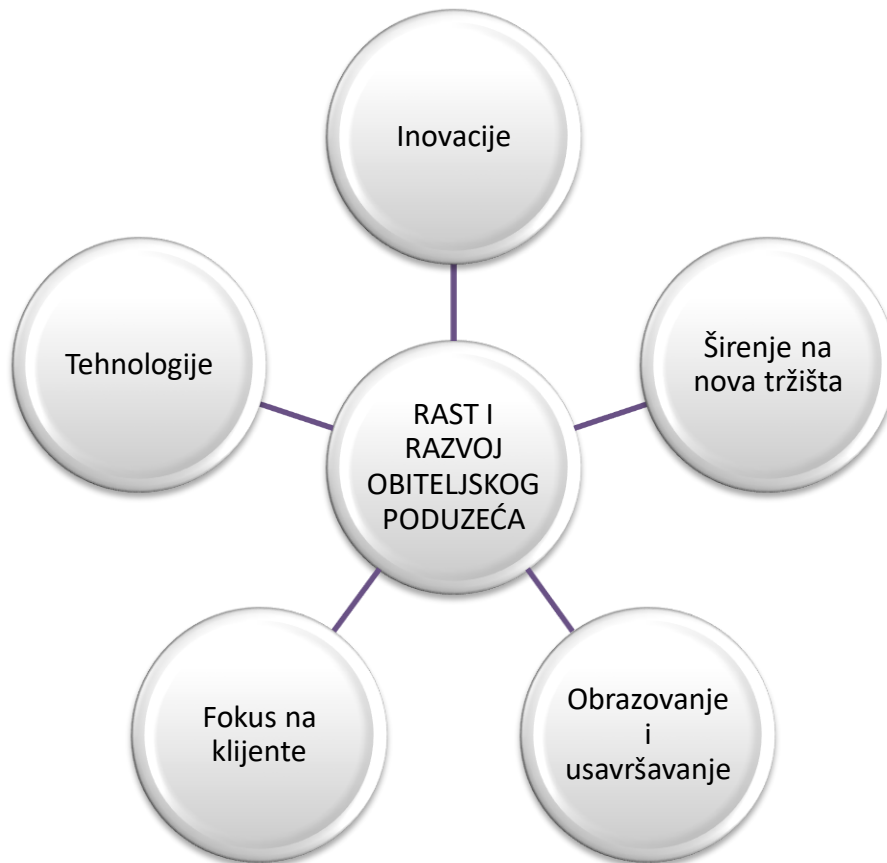 Inovacije
Širenje na
nova tržišta
Obrazovanje
i
usavršavanje
Fokus na
klijente
Tehnologije
RAST I
RAZVOJ
OBITELJSKOG
PODUZEĆA